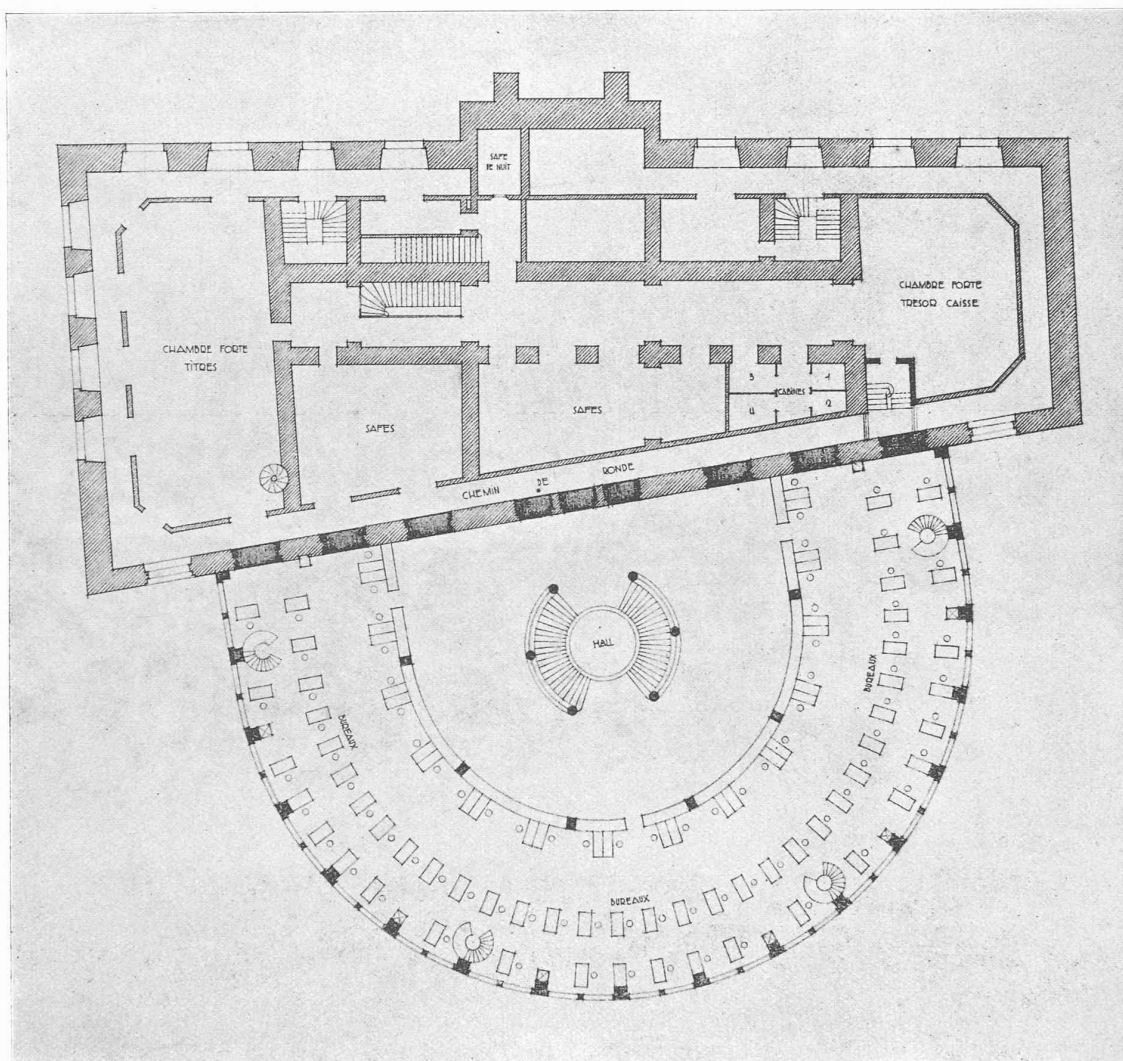 SAFE
DE NUIT
CHAMBRE FORTE
TRESOR CAISSE
CHAMBRE FORTE
TITRES
SAFES
SAFES
3
1
CABINES
4
2
CHEMIN DE RONDE
HALL
BUREAUX
BUREAUX
BUREAUX